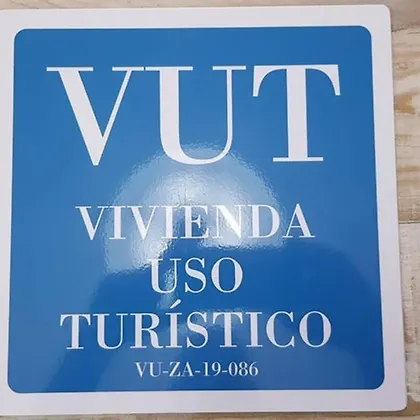 VUT
VIVIENDA
USO
TURÍSTICO
VU-ZA-19-086